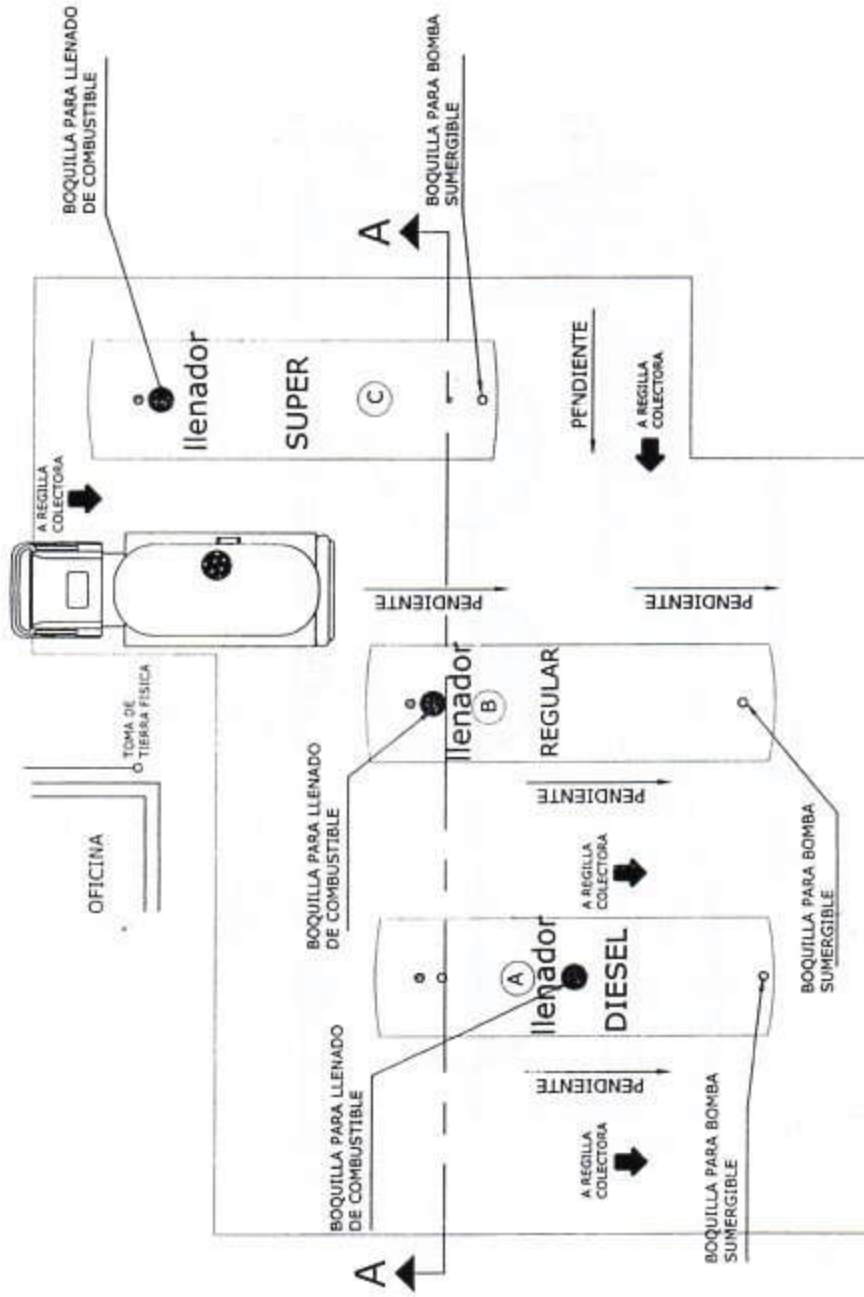 BOQUILLA PARA LLENADO
DE COMBUSTIBLE
BOQUILLA PARA BOMBA
SUMERGIBLE
A
llenador
SUPER
C
PENDIENTE
A REGILLA
COLECTORA
A REGILLA
COLECTORA
PENDIENTE
PENDIENTE
TOMA DE
TIERRA FISICA
OFICINA
llenador
B
REGULAR
BOQUILLA PARA LLENADO
DE COMBUSTIBLE
PENDIENTE
A REGILLA
COLECTORA
BOQUILLA PARA BOMBA
SUMERGIBLE
A
llenador
DIESEL
BOQUILLA PARA LLENADO
DE COMBUSTIBLE
PENDIENTE
A REGILLA
COLECTORA
BOQUILLA PARA BOMBA
SUMERGIBLE
A